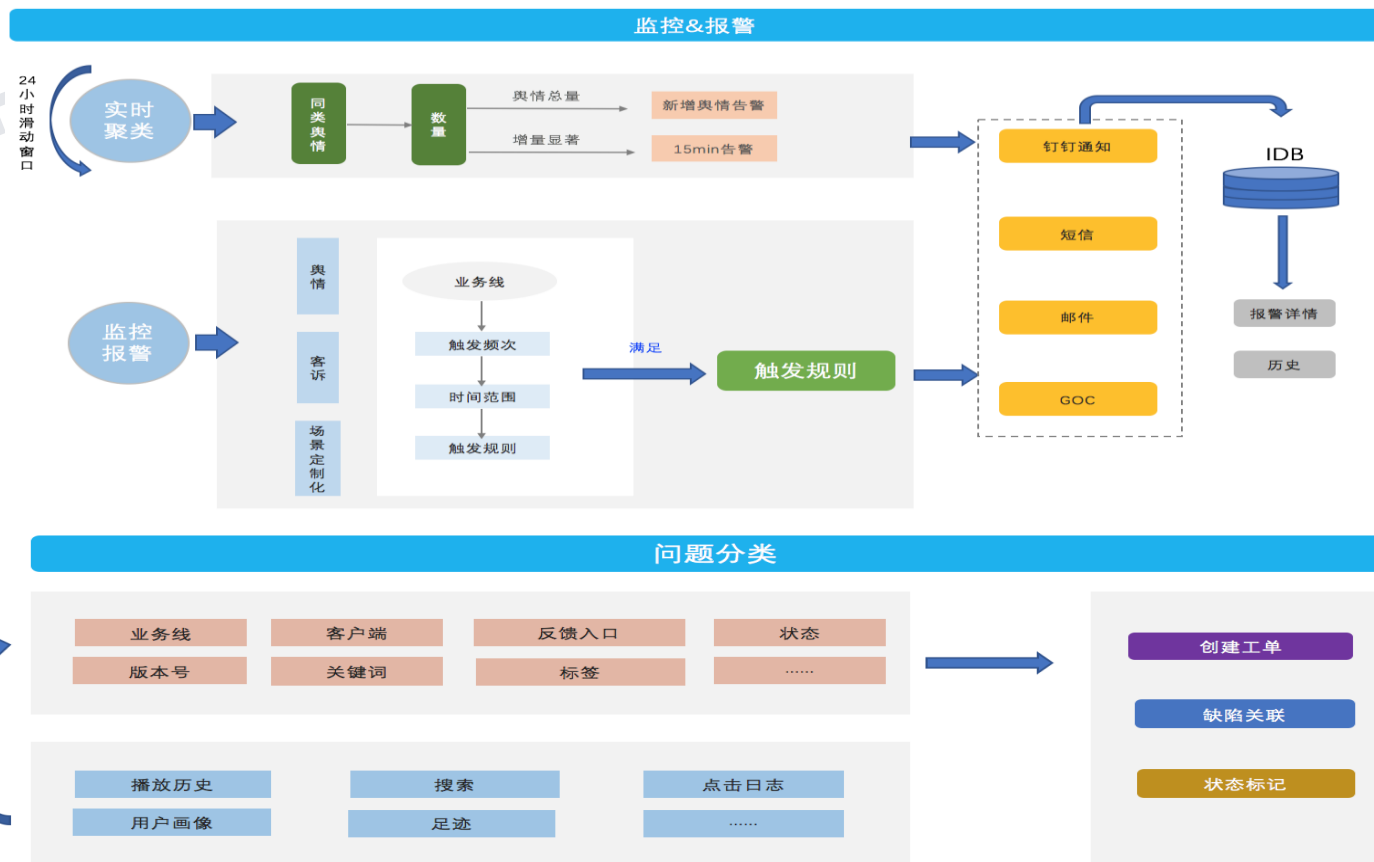 监控&报警
24小时滑动窗口
实时
聚类
同类舆情
数量
舆情总量
增量显著
新增舆情告警
15min告警
钉钉通知
短信
邮件
GOC
IDB
报警详情
历史
监控
报警
舆情
客诉
场景定制化
业务线
触发频次
时间范围
触发规则
满足
触发规则
问题分类
业务线
客户端
反馈入口
状态
版本号
关键词
标签
......
创建工单
缺陷关联
状态标记
播放历史
搜索
点击日志
用户画像
足迹
......